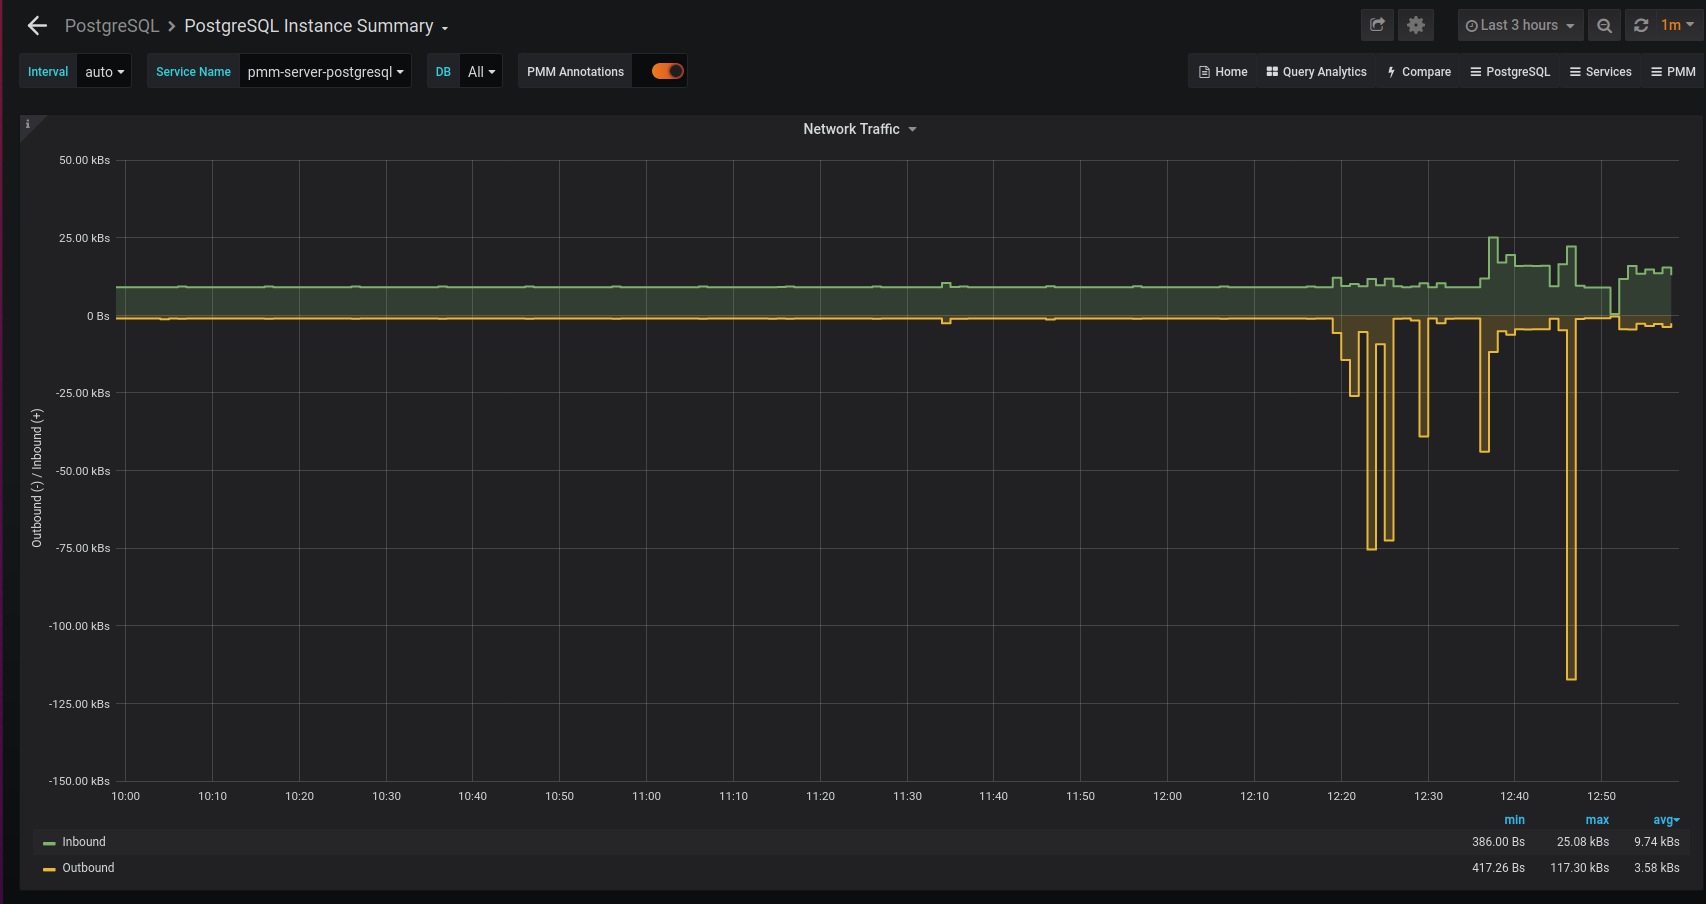 PostgreSQL > PostgreSQL Instance Summary
Last 3 hours
1m
Interval auto
Service Name pmm-server-postgresql
DB All
PMM Annotations
Home
Query Analytics
Compare
PostgreSQL
Services
PMM
i
Network Traffic
50.00 kBs
25.00 kBs
0 Bs
-25.00 kBs
-50.00 kBs
-75.00 kBs
-100.00 kBs
-125.00 kBs
-150.00 kBs
Outbound (-) / Inbound (+)
10:00 10:10 10:20 10:30 10:40 10:50 11:00 11:10 11:20 11:30 11:40 11:50 12:00 12:10 12:20 12:30 12:40 12:50
min max avg
Inbound 386.00 Bs 25.08 kBs 9.74 kBs
Outbound 417.26 Bs 117.30 kBs 3.58 kBs